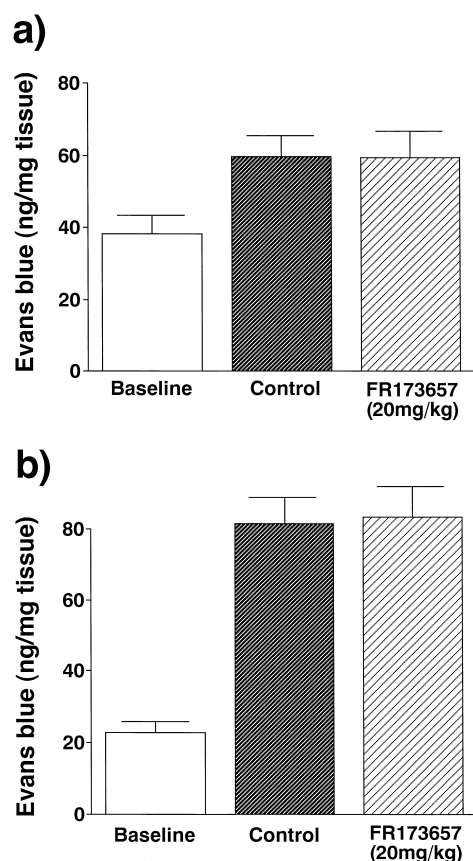 a)
Evans blue (ng/mg tissue)
80
60
40
20
0
Baseline
Control
FR173657
(20mg/kg)
b)
Evans blue (ng/mg tissue)
80
60
40
20
0
Baseline
Control
FR173657
(20mg/kg)